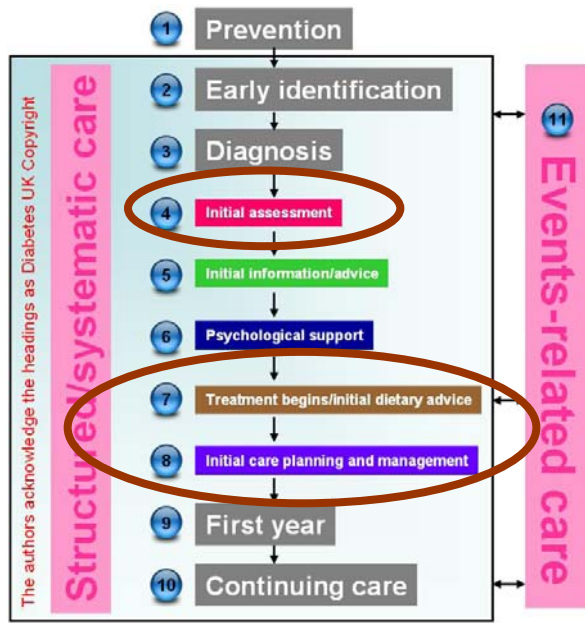 1 Prevention
The authors acknowledge the headings as Diabetes UK Copyright
Structured/systematic care
2 Early identification
3 Diagnosis
4 Initial assessment
5 Initial information/advice
6 Psychological support
7 Treatment begins/initial dietary advice
8 Initial care planning and management
9 First year
10 Continuing care
11 Events-related care